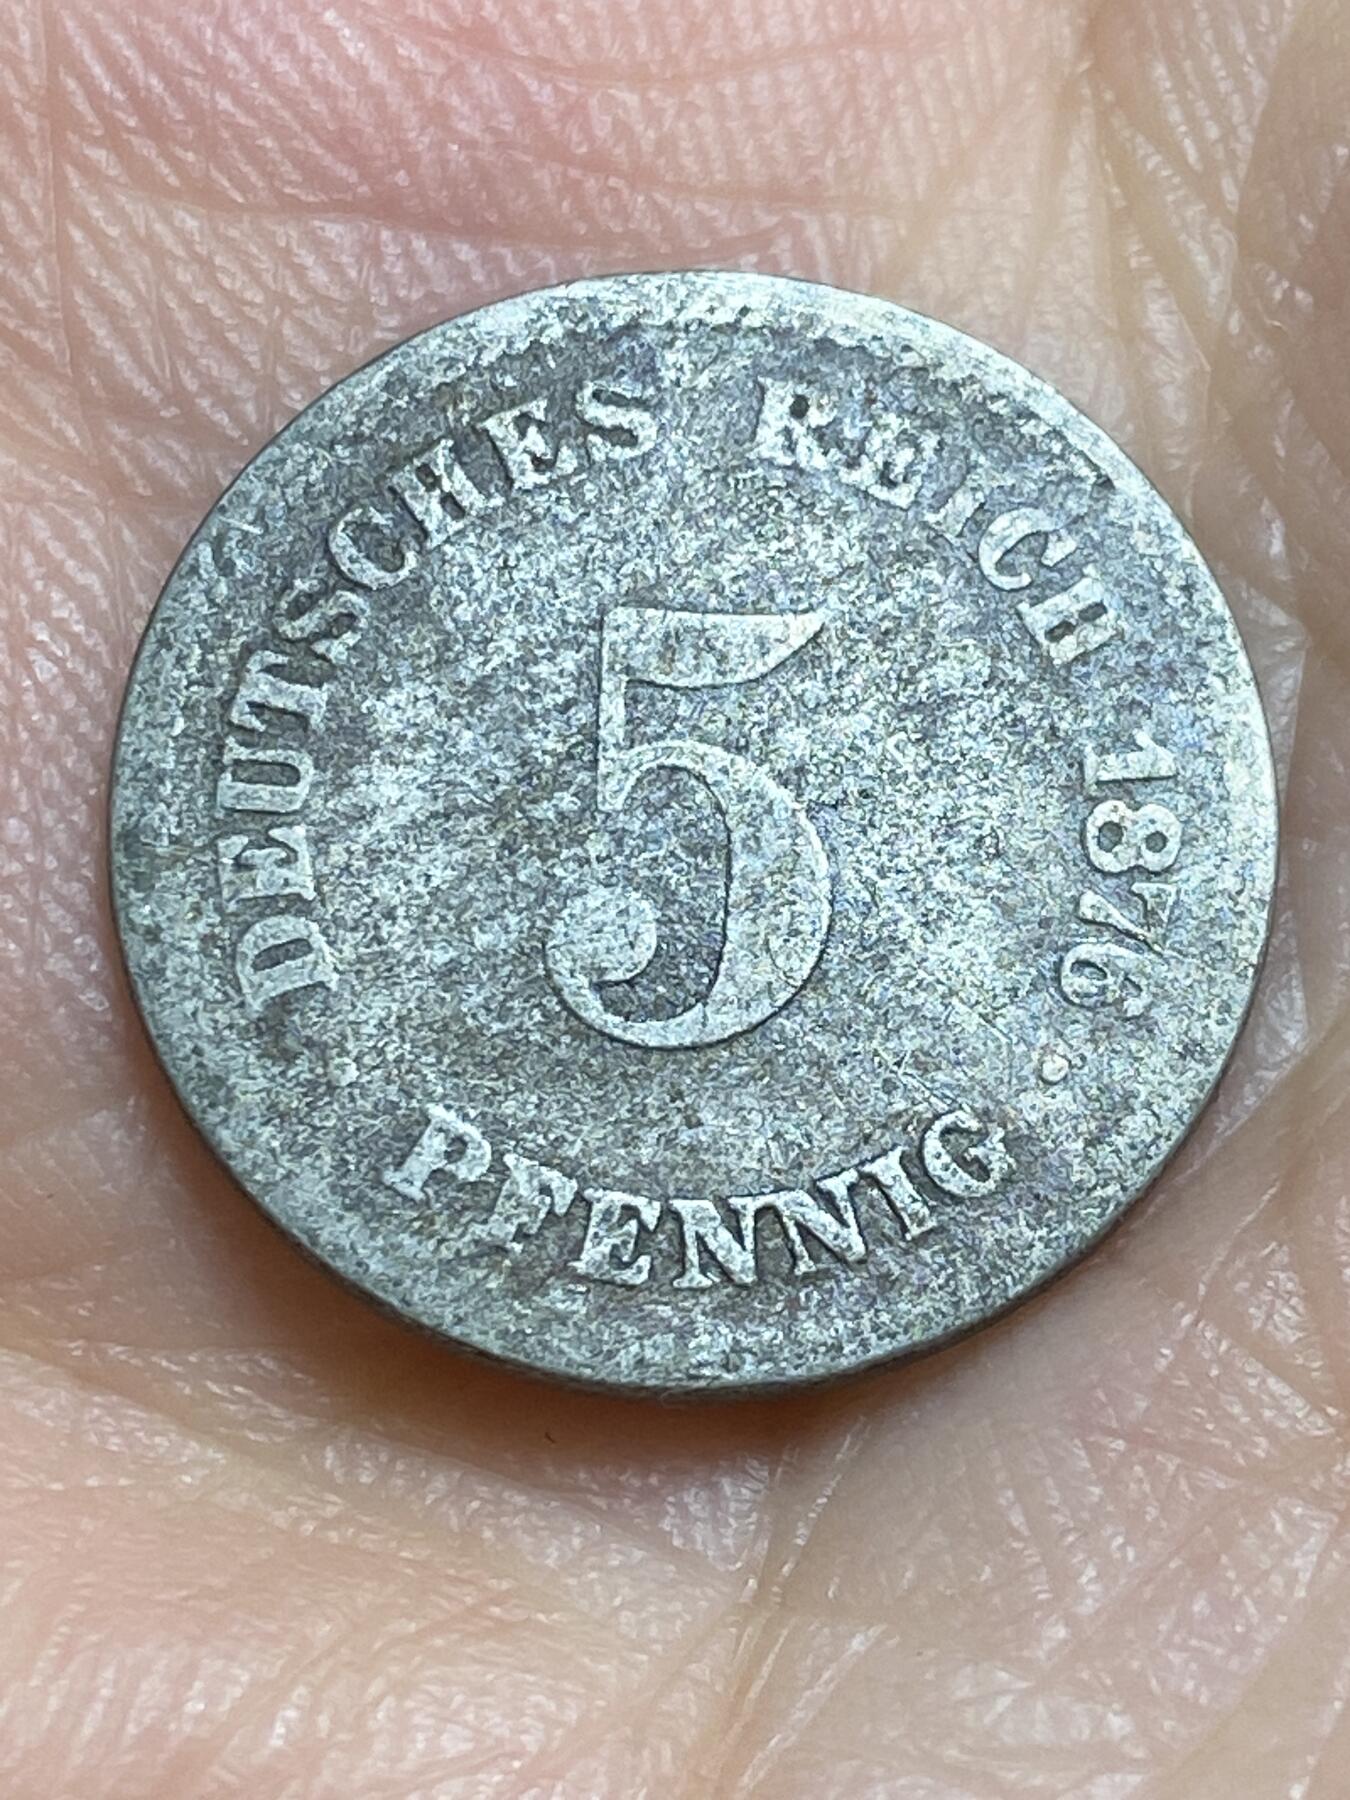 DEUTSCHES REICH 1876.
5
PFENNIG